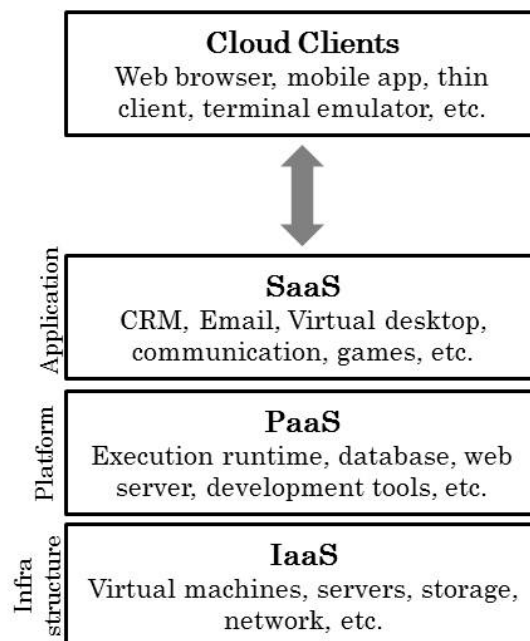 Cloud Clients
Web browser, mobile app, thin
client, terminal emulator, etc.
Application
SaaS
CRM, Email, Virtual desktop,
communication, games, etc.
Platform
PaaS
Execution runtime, database, web
server, development tools, etc.
Infra
structure
IaaS
Virtual machines, servers, storage,
network, etc.